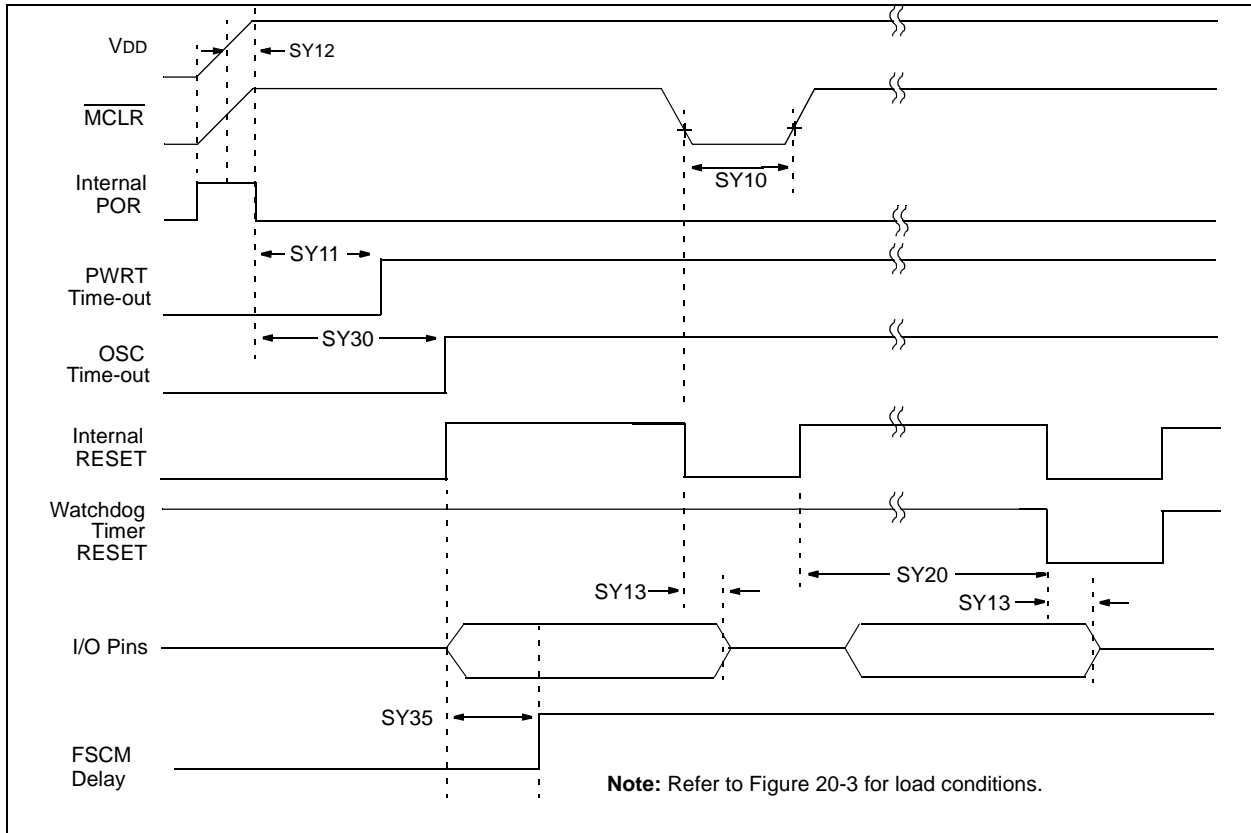 VDD
SY12
MCLR
SY10
Internal
POR
SY11
PWRT
Time-out
SY30
OSC
Time-out
Internal
RESET
Watchdog
Timer
RESET
SY20
SY13
SY13
I/O Pins
SY35
FSCM
Delay
Note: Refer to Figure 20-3 for load conditions.